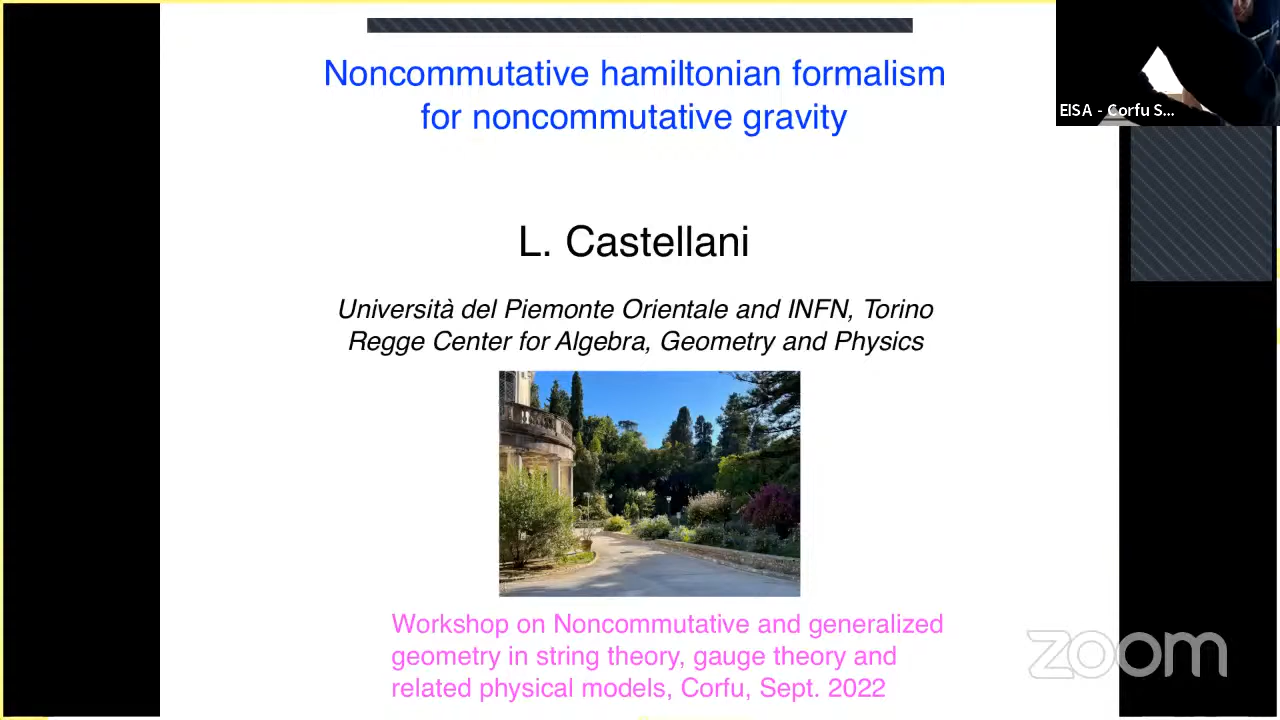 Noncommutative hamiltonian formalism
for noncommutative gravity
EISA - Corfu S...
L. Castellani
Università del Piemonte Orientale and INFN, Torino
Regge Center for Algebra, Geometry and Physics
Workshop on Noncommutative and generalized
geometry in string theory, gauge theory and
related physical models, Corfu, Sept. 2022
zoom